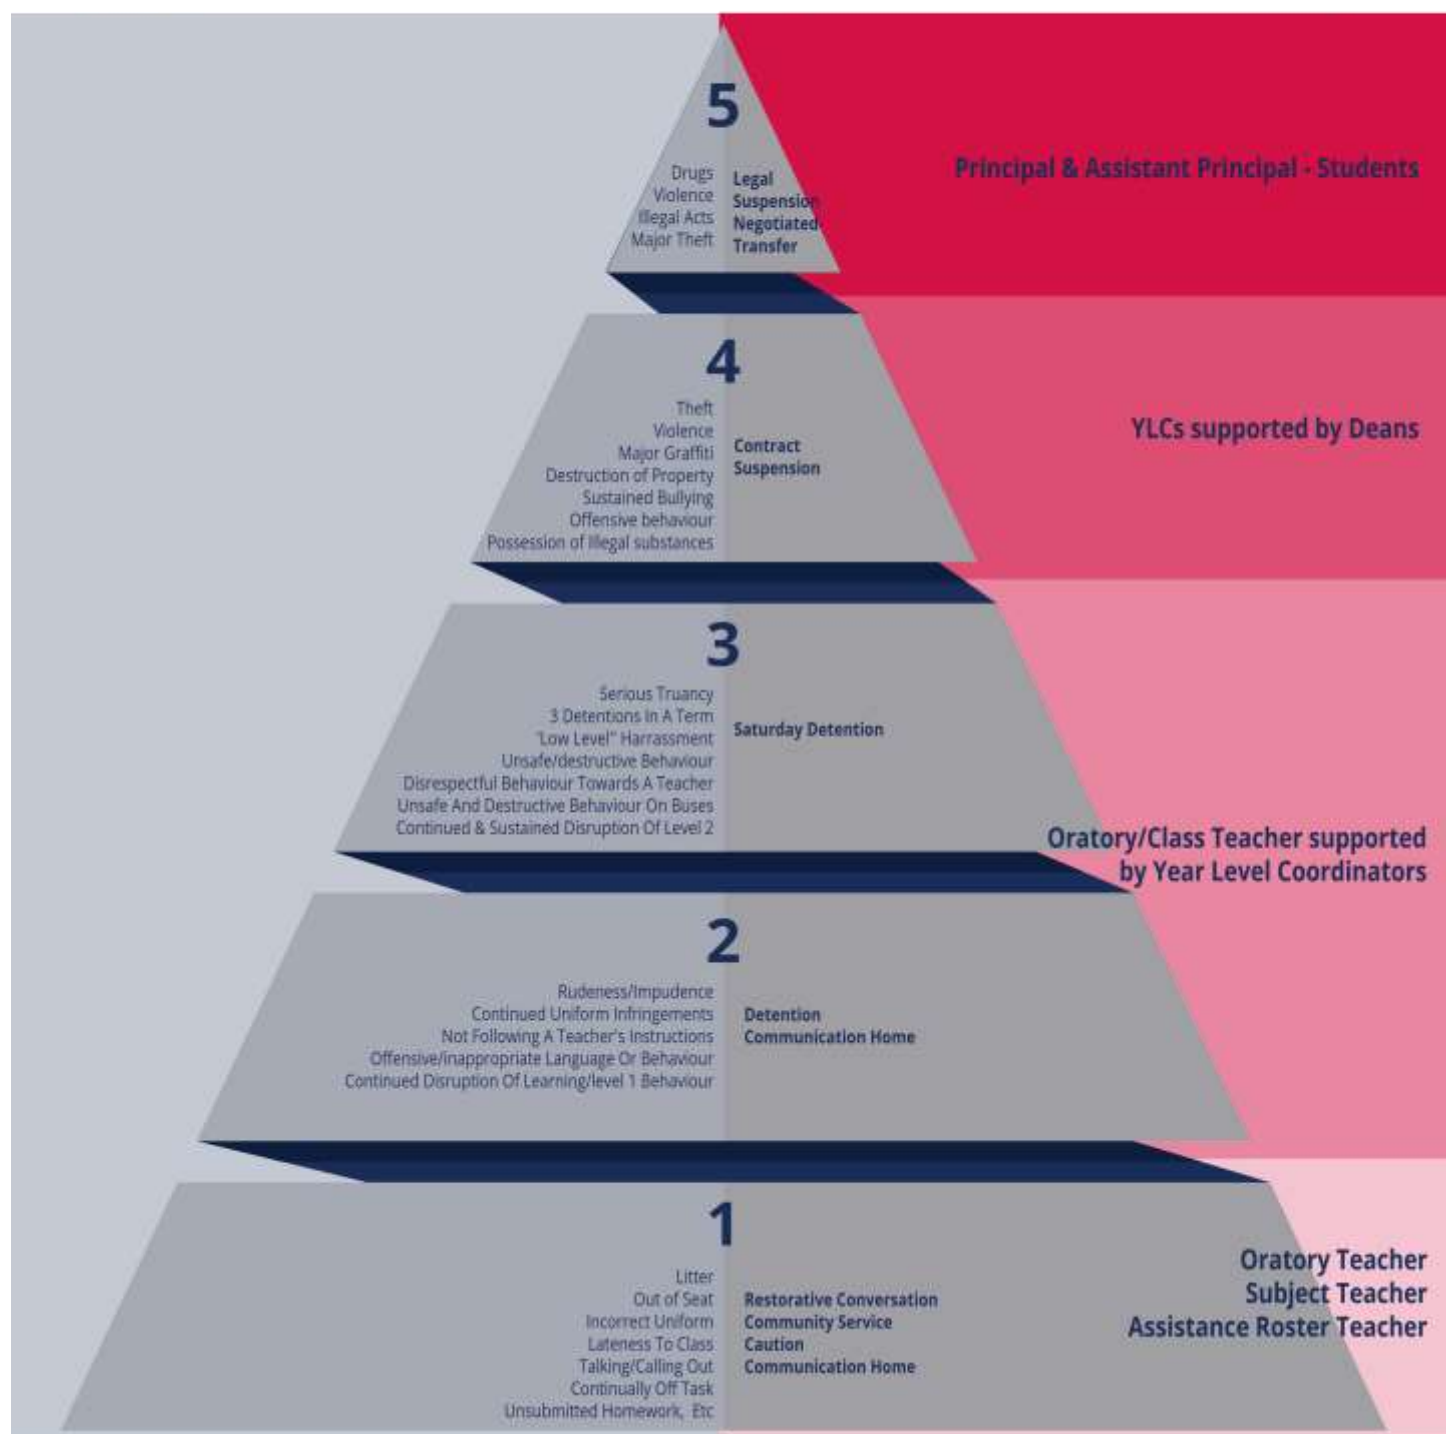 5
Drugs
Violence
Illegal Acts
Major Theft
Legal
Suspension
Negotiated
Transfer
Principal & Assistant Principal - Students
4
Theft
Violence
Major Graffiti
Destruction of Property
Sustained Bullying
Offensive behaviour
Possession of Illegal substances
Contract
Suspension
YLCs supported by Deans
3
Serious Truancy
3 Detentions In A Term
'Low Level" Harrassment
Unsafe/destructive Behaviour
Disrespectful Behaviour Towards A Teacher
Unsafe And Destructive Behaviour On Buses
Continued & Sustained Disruption Of Level 2
Saturday Detention
Oratory/Class Teacher supported
by Year Level Coordinators
2
Rudeness/Impudence
Continued Uniform Infringements
Not Following A Teacher's Instructions
Offensive/inappropriate Language Or Behaviour
Continued Disruption Of Learning/level 1 Behaviour
Detention
Communication Home
1
Litter
Out of Seat
Incorrect Uniform
Lateness To Class
Talking/Calling Out
Continually Off Task
Unsubmitted Homework, Etc
Restorative Conversation
Community Service
Caution
Communication Home
Oratory Teacher
Subject Teacher
Assistance Roster Teacher